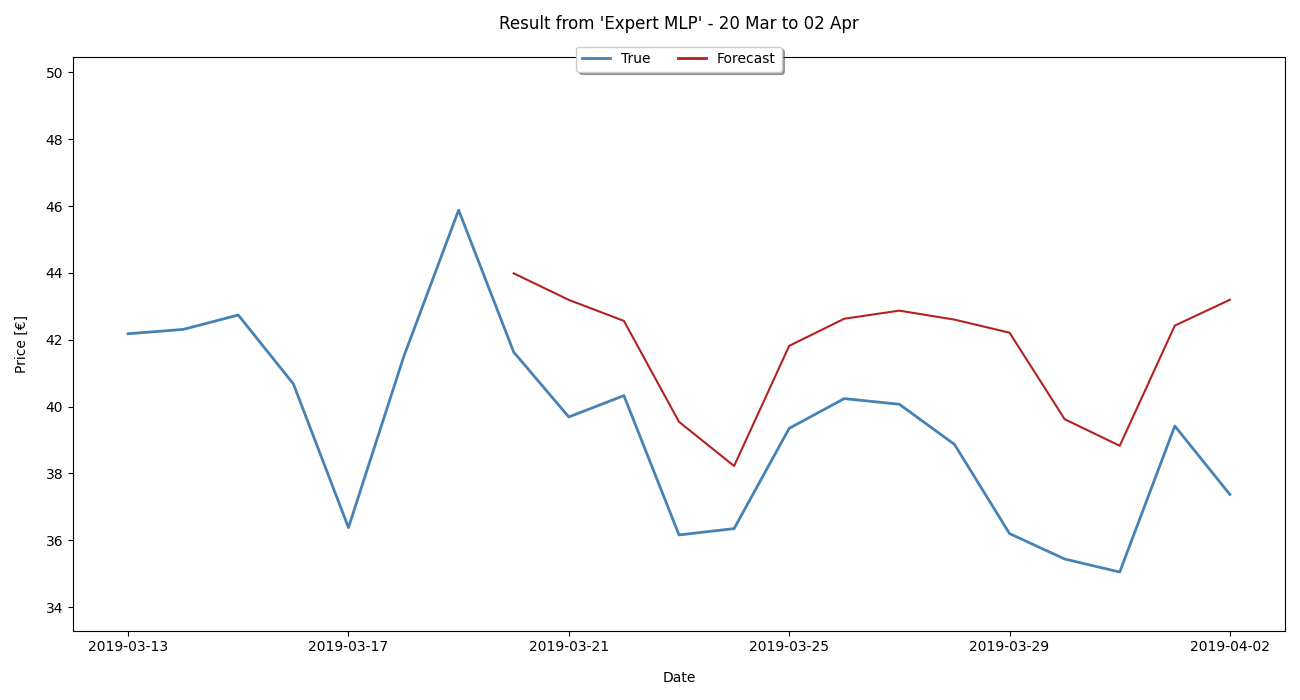 Result from 'Expert MLP' - 20 Mar to 02 Apr
True Forecast
50
48
46
44
42
40
38
36
34
Price [€]
2019-03-13 2019-03-17 2019-03-21 2019-03-25 2019-03-29 2019-04-02
Date